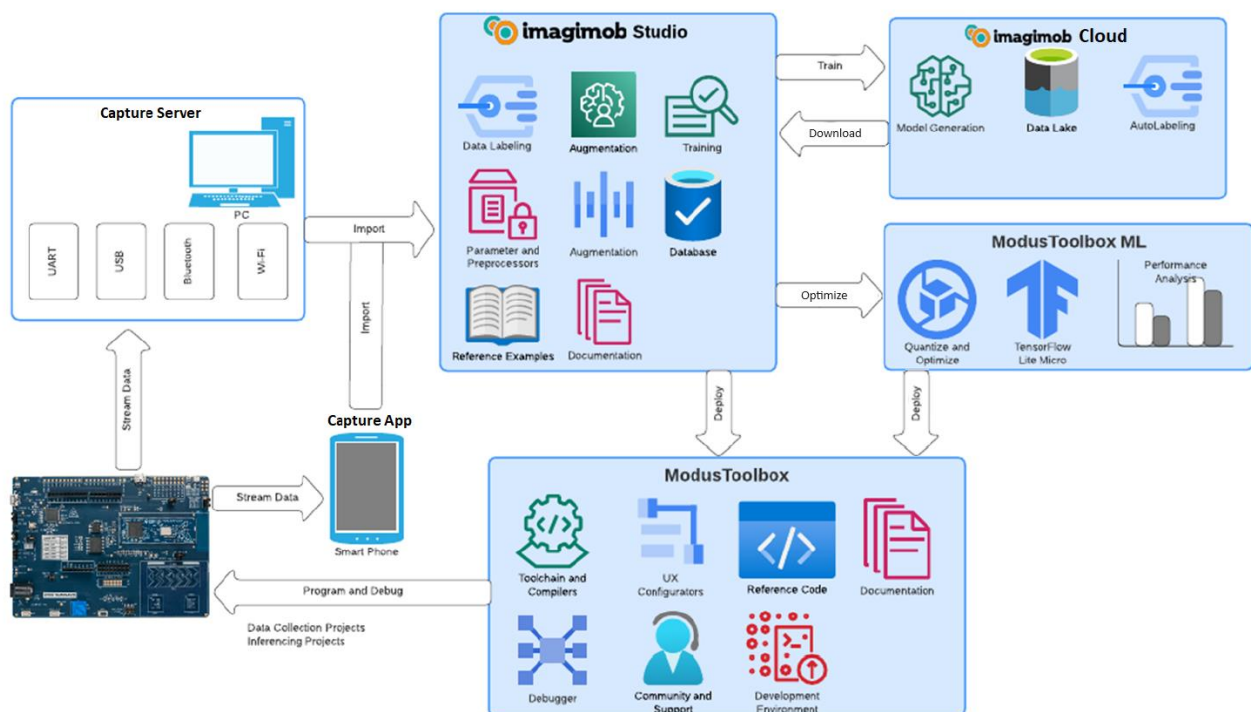 imagimob Studio
imagimob Cloud
Capture Server
Train
Data Labeling
Augmentation
Training
Model Generation
Data Lake
AutoLabeling
Download
PC
UART
USB
Bluetooth
Wi-Fi
Import
Parameter and
Preprocessors
Augmentation
Database
ModusToolbox ML
Performance
Analysis
Optimize
Import
Quantize and
Optimize
TensorFlow
Lite Micro
Reference Examples
Documentation
Stream Data
Deploy
Deploy
Capture App
ModusToolbox
Stream Data
Smart Phone
Toolchain and
Compilers
UX
Configurators
Reference Code
Documentation
Program and Debug
Data Collection Projects
Inferencing Projects
Debugger
Community and
Support
Development
Environment